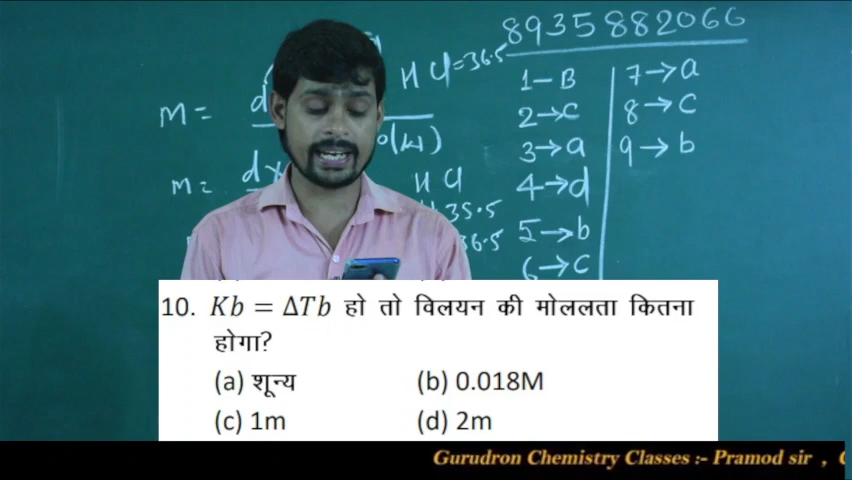 8935882066
HCl=36.5
M =
M =
HCl
35.5
36.5
1-B
2→C
3→a
4→d
5→b
6→C
7→a
8→C
9→b
10. Kb = ΔTb हो तो विलयन की मोललता कितना
होगा?
(a) शून्य (b) 0.018M
(c) 1m (d) 2m
Gurudron Chemistry Classes :- Pramod sir ,